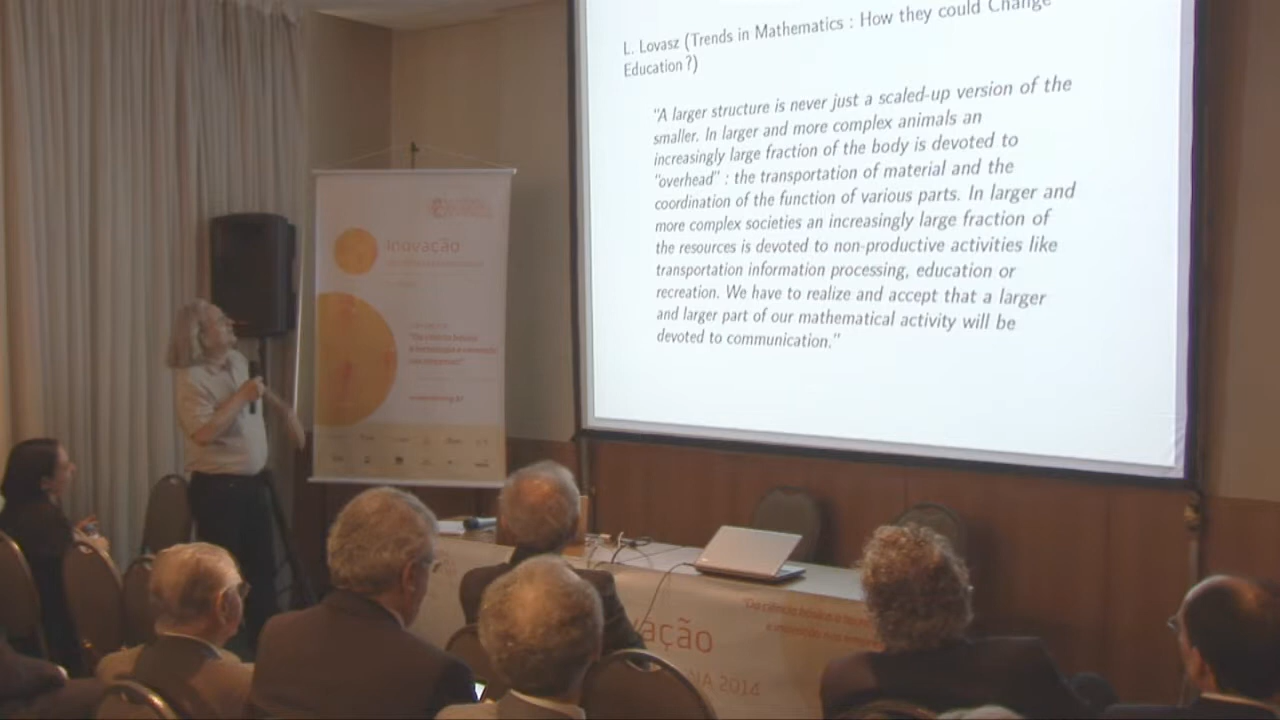 L. Lovasz (Trends in Mathematics : How they could Change
Education ?)
"A larger structure is never just a scaled-up version of the
smaller. In larger and more complex animals an
increasingly large fraction of the body is devoted to
"overhead" : the transportation of material and the
coordination of the function of various parts. In larger and
more complex societies an increasingly large fraction of
the resources is devoted to non-productive activities like
transportation information processing, education or
recreation. We have to realize and accept that a larger
and larger part of our mathematical activity will be
devoted to communication."
Inovação
"Da ciência básica
vação
NA 2014